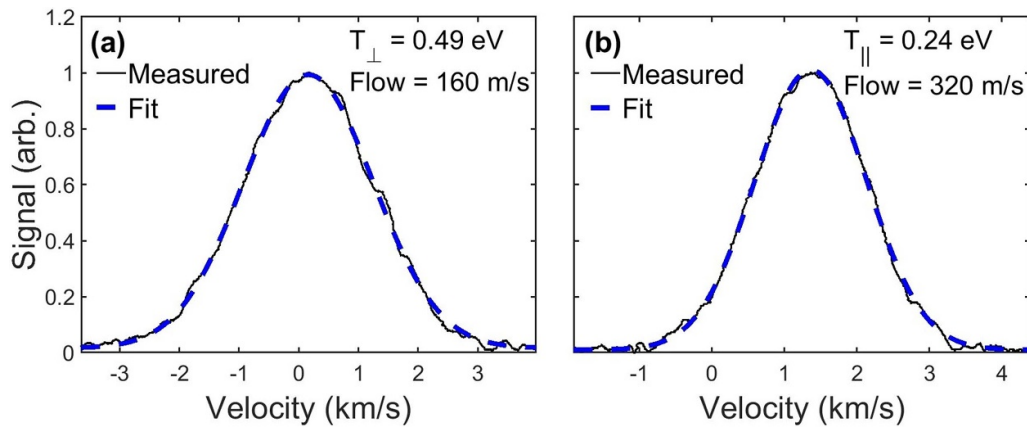 (a)
T⊥ = 0.49 eV
Flow = 160 m/s
Measured
Fit
1.2
1
0.8
0.6
0.4
0.2
0
Signal (arb.)
-3 -2 -1 0 1 2 3
Velocity (km/s)
(b)
T|| = 0.24 eV
Flow = 320 m/s
Measured
Fit
-1 0 1 2 3 4
Velocity (km/s)